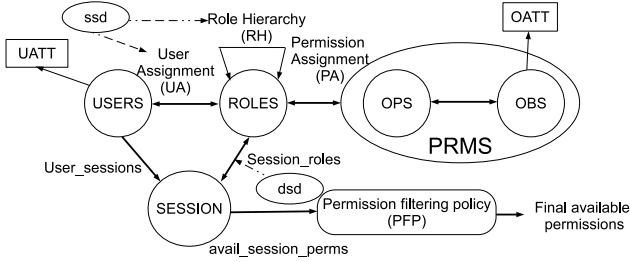 ssd
Role Hierarchy
(RH)
OATT
UATT
User
Assignment
(UA)
Permission
Assignment
(PA)
USERS
ROLES
OPS
OBS
PRMS
User_sessions
Session_roles
dsd
SESSION
Permission filtering policy
(PFP)
Final available
permissions
avail_session_perms